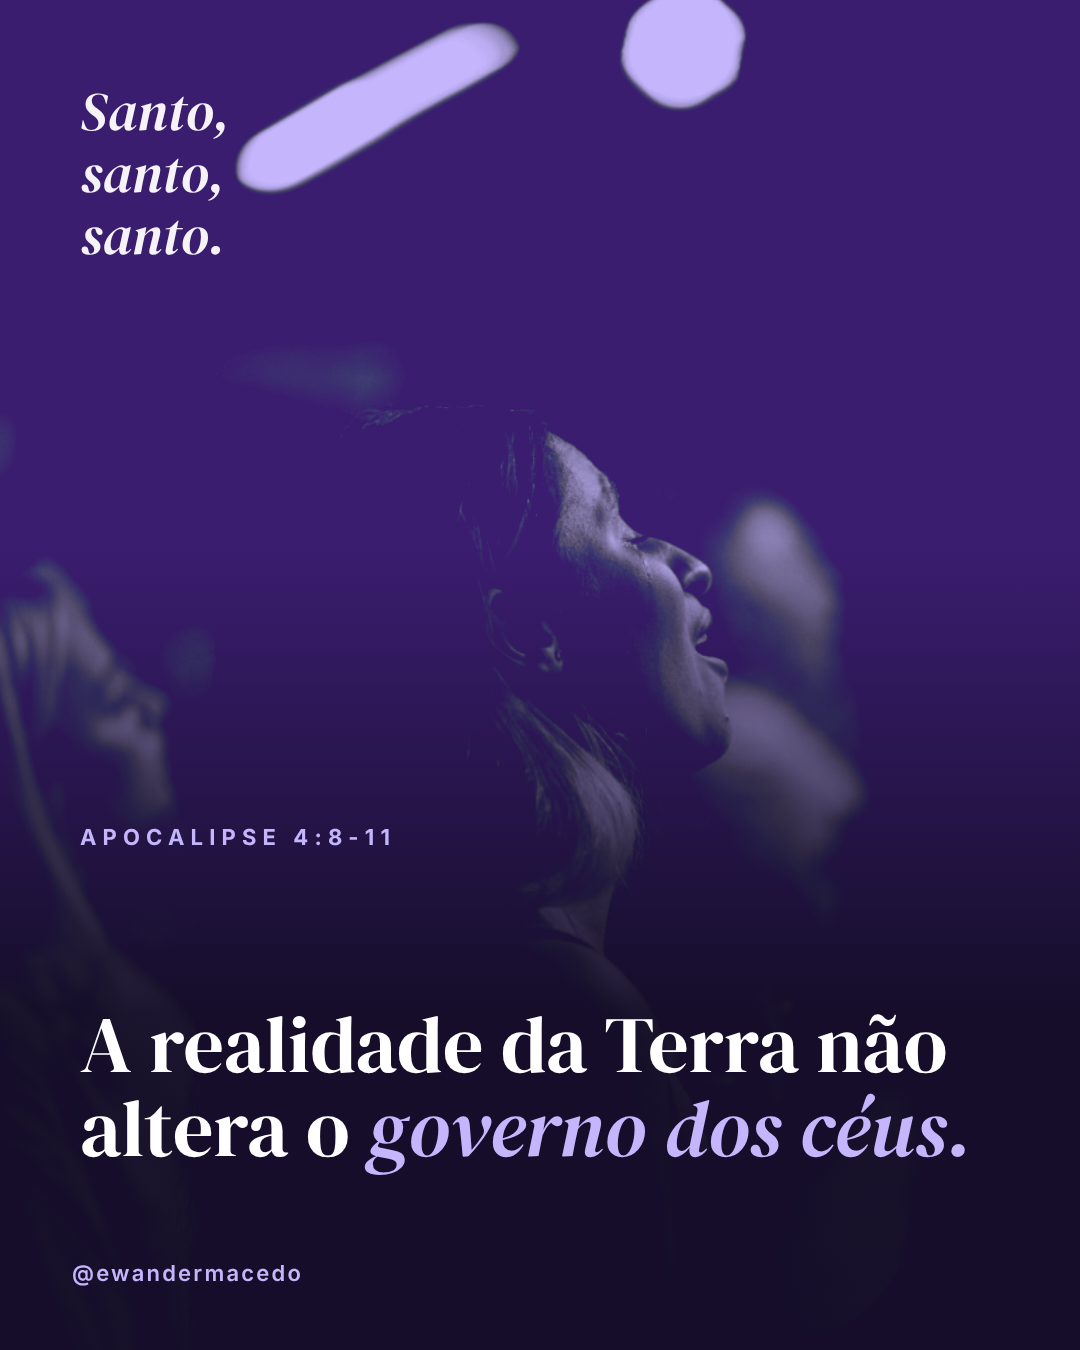 Santo,
santo,
santo.
APOCALIPSE 4:8-11
A realidade da Terra não
altera o governo dos céus.
@ewandermacedo